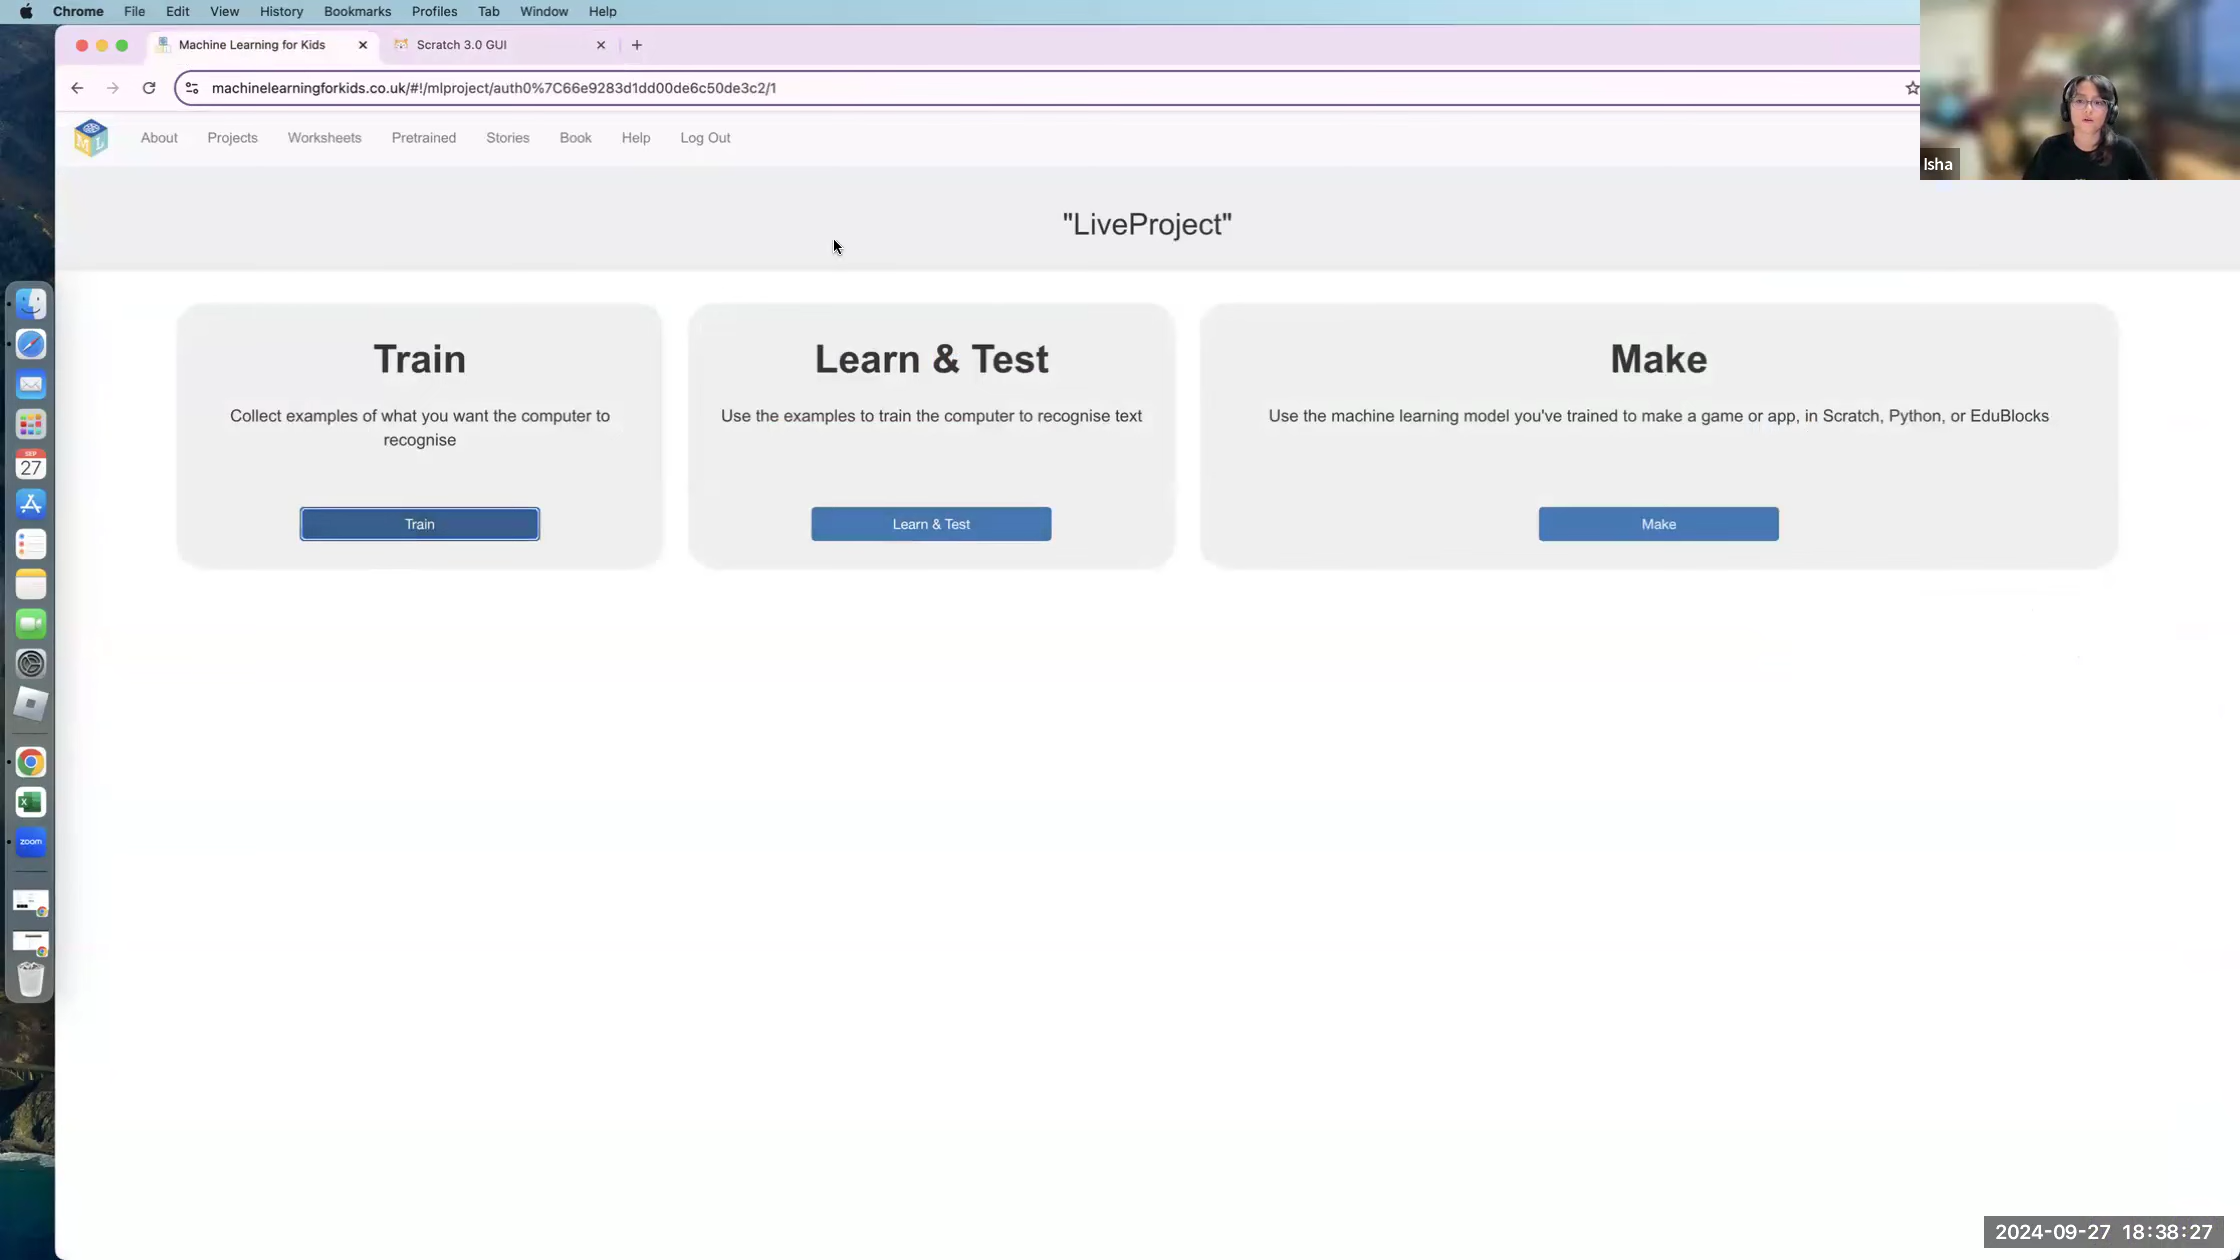 Chrome File Edit View History Bookmarks Profiles Tab Window Help
Machine Learning for Kids
Scratch 3.0 GUI
machinelearningforkids.co.uk/#!/mlproject/auth0%7C66e9283d1dd00de6c50de3c2/1
About Projects Worksheets Pretrained Stories Book Help Log Out
Isha
"LiveProject"
Train
Collect examples of what you want the computer to
recognise
Train
Learn & Test
Use the examples to train the computer to recognise text
Learn & Test
Make
Use the machine learning model you've trained to make a game or app, in Scratch, Python, or EduBlocks
Make
SEP
27
zoom
2024-09-27 18:38:27